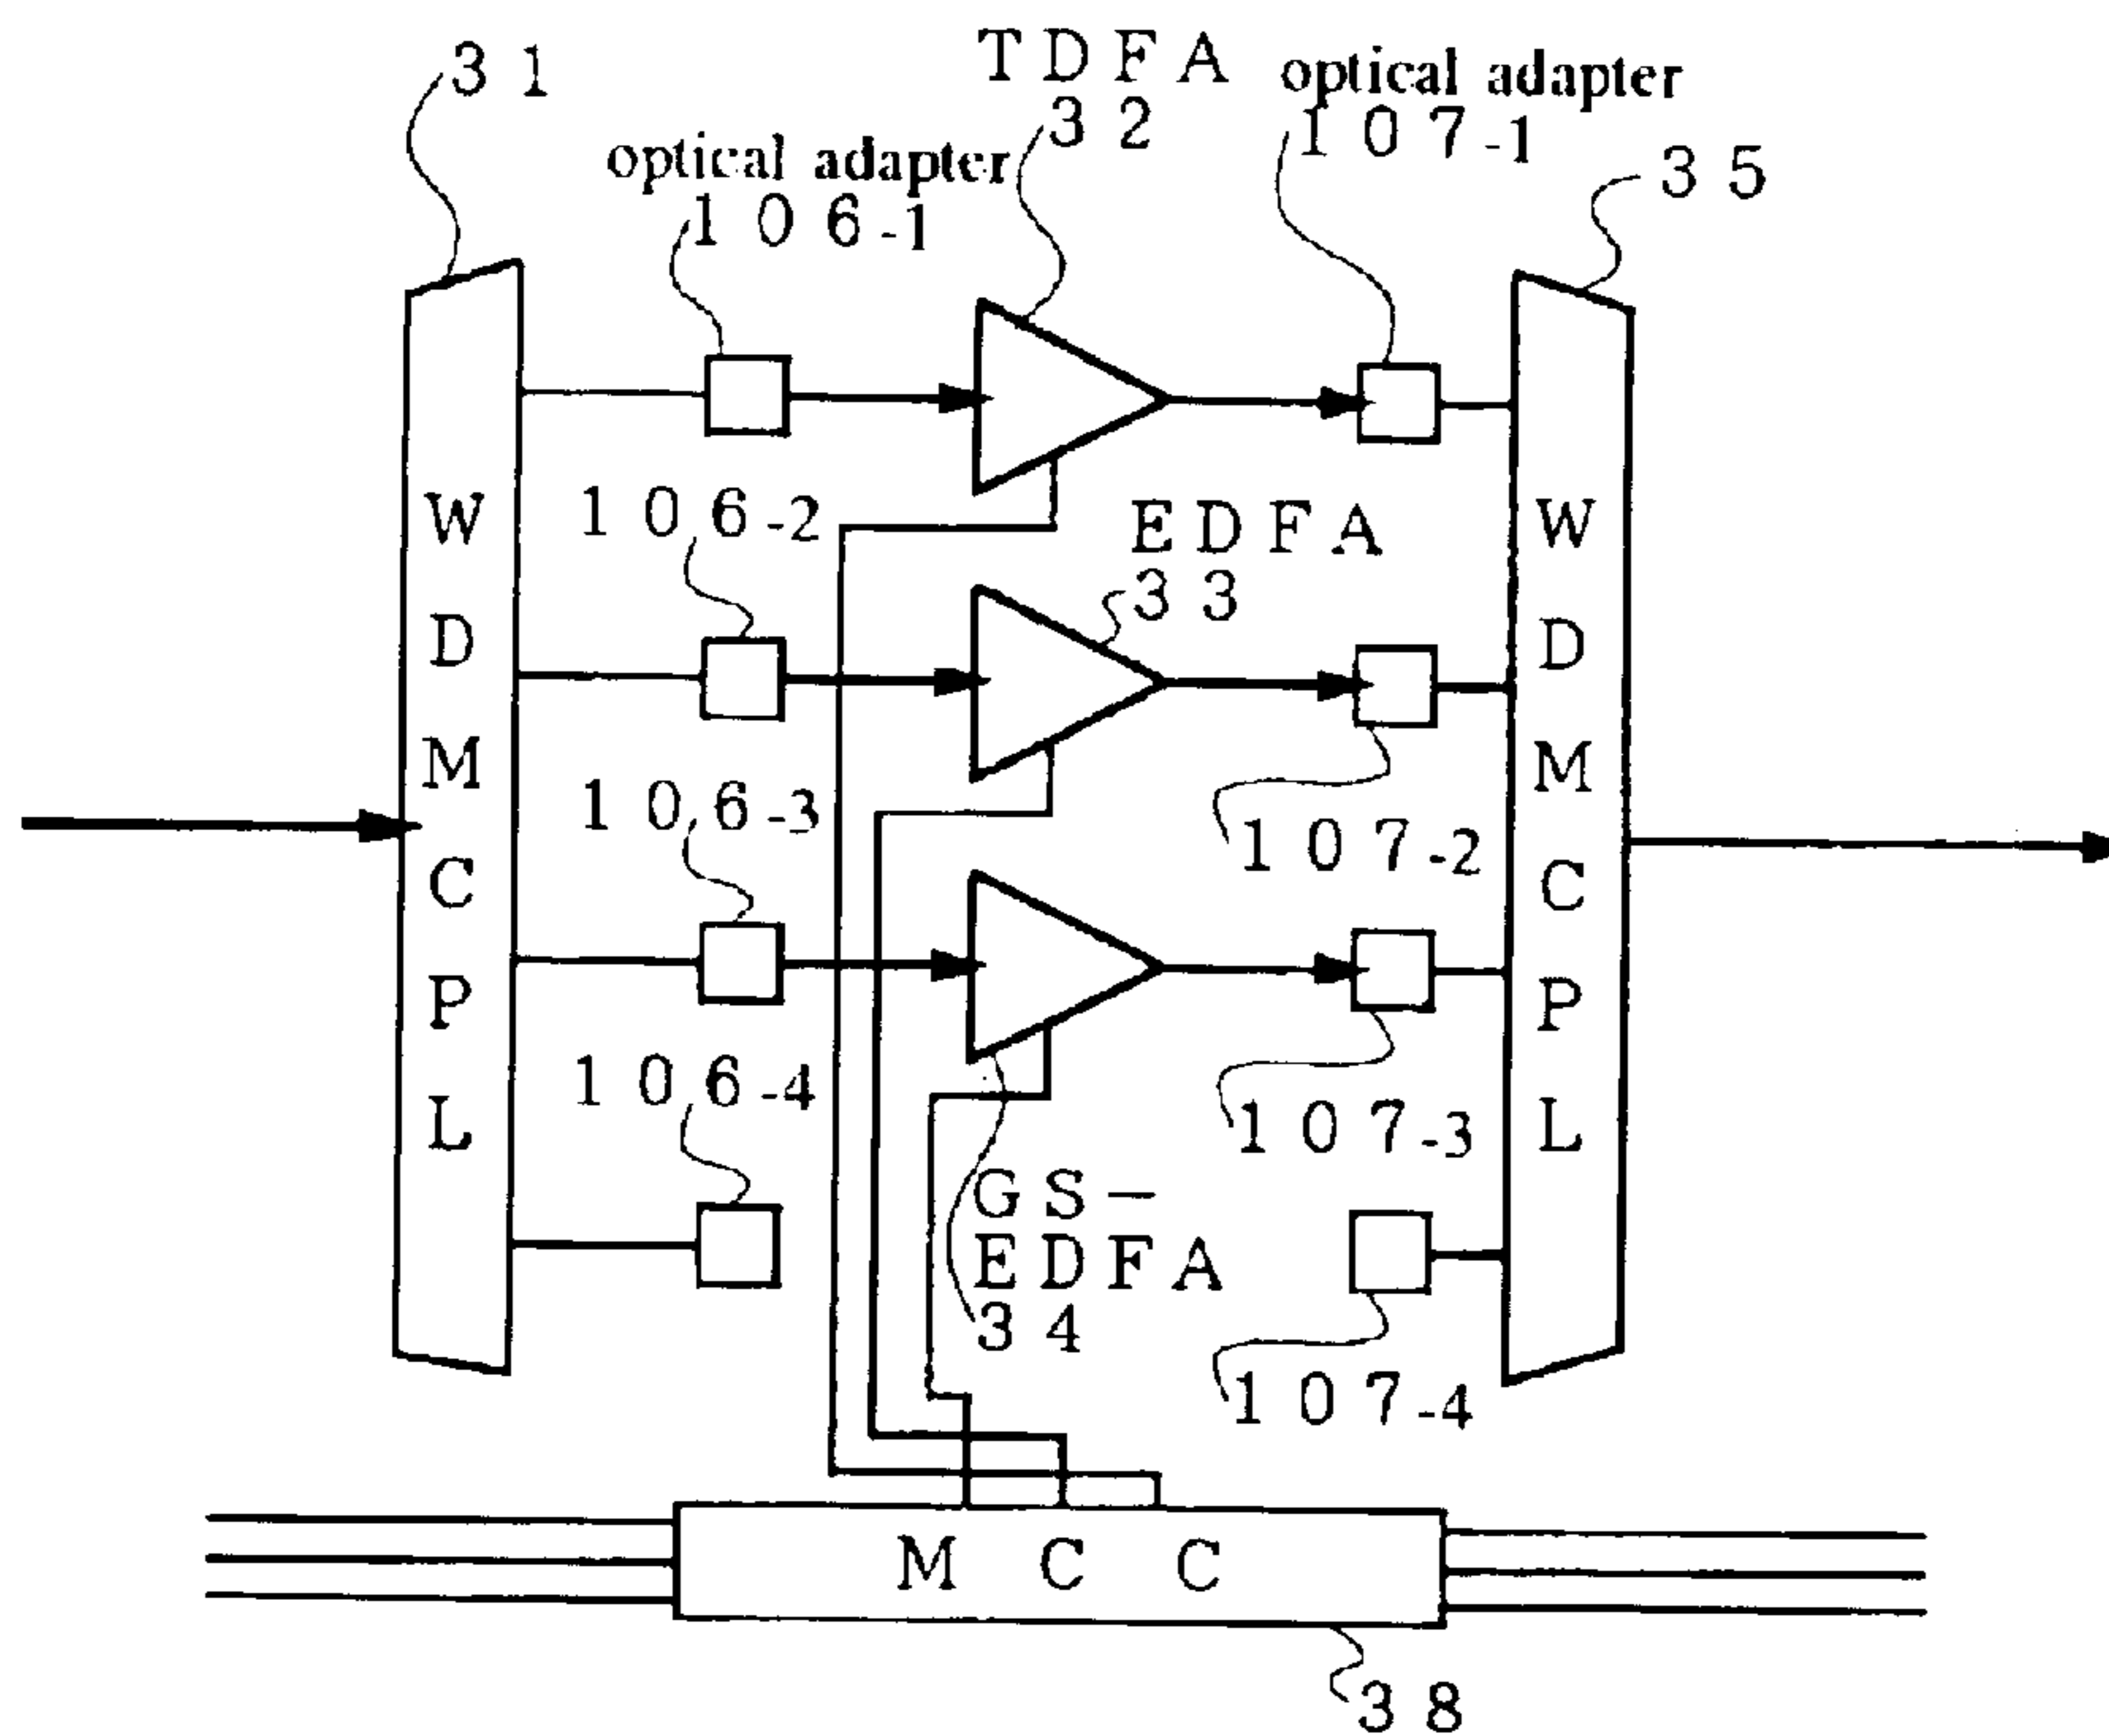 31
TDFA
32
optical adapter
107-1
optical adapter
106-1
35
WDMCPL
106-2
EDFA
33
WDMCPL
106-3
107-2
106-4
107-3
GS-
EDFA
34
107-4
MCC
38